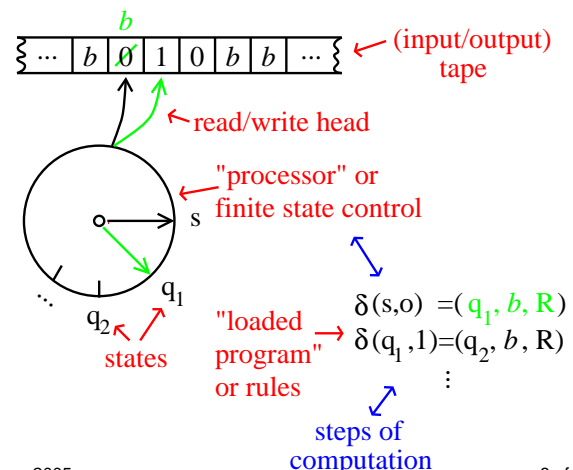 b
... b 0 1 0 b b ...
(input/output)
tape
read/write head
"processor" or
finite state control
s
q1
q2
...
states
"loaded
program"
or rules
δ(s,o) =( q1, b, R)
δ(q1,1)=(q2, b, R)
⋮
steps of
computation